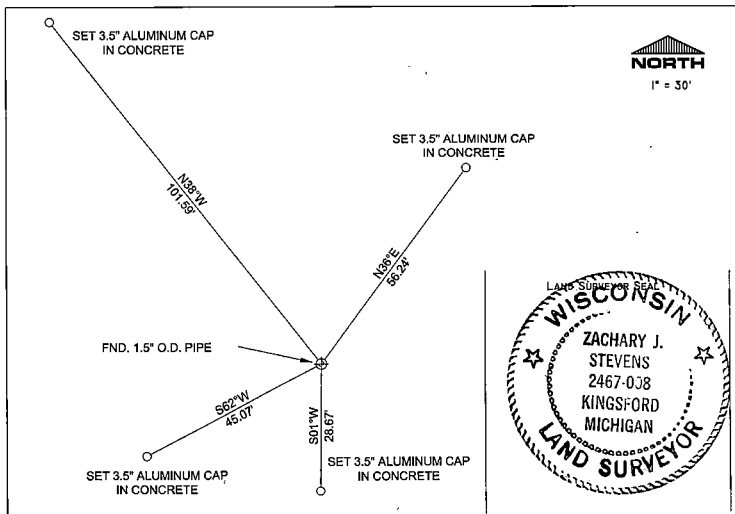 SET 3.5" ALUMINUM CAP
IN CONCRETE
NORTH
1" = 30'
SET 3.5" ALUMINUM CAP
IN CONCRETE
N38°W
101.59'
N36°E
56.24'
FND. 1.5" O.D. PIPE
S62°W
45.07'
S01°W
28.67'
SET 3.5" ALUMINUM CAP
IN CONCRETE
SET 3.5" ALUMINUM CAP
IN CONCRETE
LAND SURVEYOR SEAL
WISCONSIN
ZACHARY J.
STEVENS
2467-008
KINGSFORD
MICHIGAN
LAND SURVEYOR